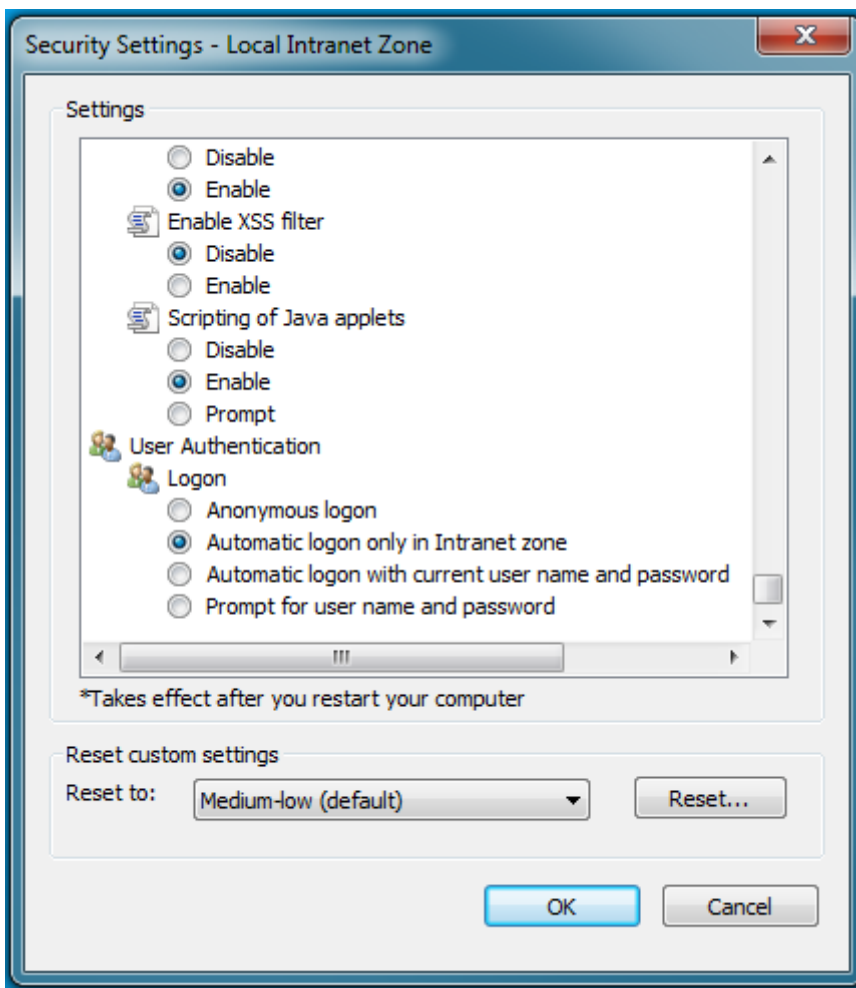 Security Settings - Local Intranet Zone
Settings
Disable
Enable
Enable XSS filter
Disable
Enable
Scripting of Java applets
Disable
Enable
Prompt
User Authentication
Logon
Anonymous logon
Automatic logon only in Intranet zone
Automatic logon with current user name and password
Prompt for user name and password
*Takes effect after you restart your computer
Reset custom settings
Reset to: Medium-low (default) Reset...
OK Cancel